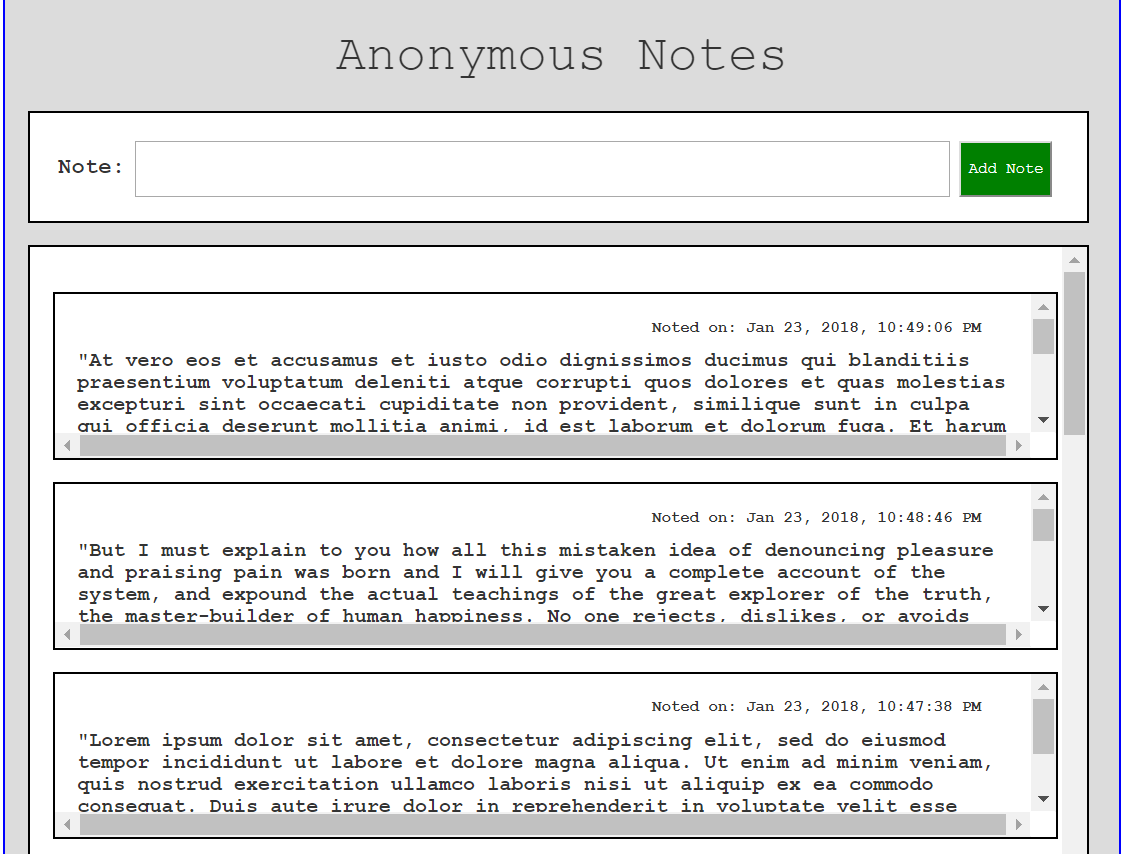 Anonymous Notes
Note:
Add Note
Noted on: Jan 23, 2018, 10:49:06 PM
"At vero eos et accusamus et iusto odio dignissimos ducimus qui blanditiis
praesentium voluptatum deleniti atque corrupti quos dolores et quas molestias
excepturi sint occaecati cupiditate non provident, similique sunt in culpa
qui officia deserunt mollitia animi, id est laborum et dolorum fuga. Et harum
Noted on: Jan 23, 2018, 10:48:46 PM
"But I must explain to you how all this mistaken idea of denouncing pleasure
and praising pain was born and I will give you a complete account of the
system, and expound the actual teachings of the great explorer of the truth,
the master-builder of human happiness. No one rejects, dislikes, or avoids
Noted on: Jan 23, 2018, 10:47:38 PM
"Lorem ipsum dolor sit amet, consectetur adipiscing elit, sed do eiusmod
tempor incididunt ut labore et dolore magna aliqua. Ut enim ad minim veniam,
quis nostrud exercitation ullamco laboris nisi ut aliquip ex ea commodo
consequat. Duis aute irure dolor in reprehenderit in voluptate velit esse